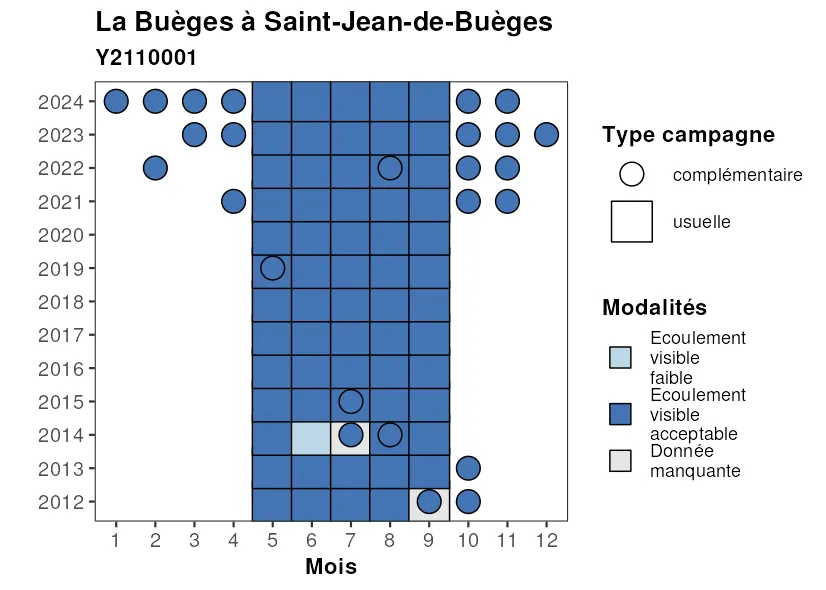 La Buèges à Saint-Jean-de-Buèges
Y2110001
2024
2023
2022
2021
2020
2019
2018
2017
2016
2015
2014
2013
2012
1 2 3 4 5 6 7 8 9 10 11 12
Mois
Type campagne
complémentaire
usuelle
Modalités
Ecoulement
visible
faible
Ecoulement
visible
acceptable
Donnée
manquante